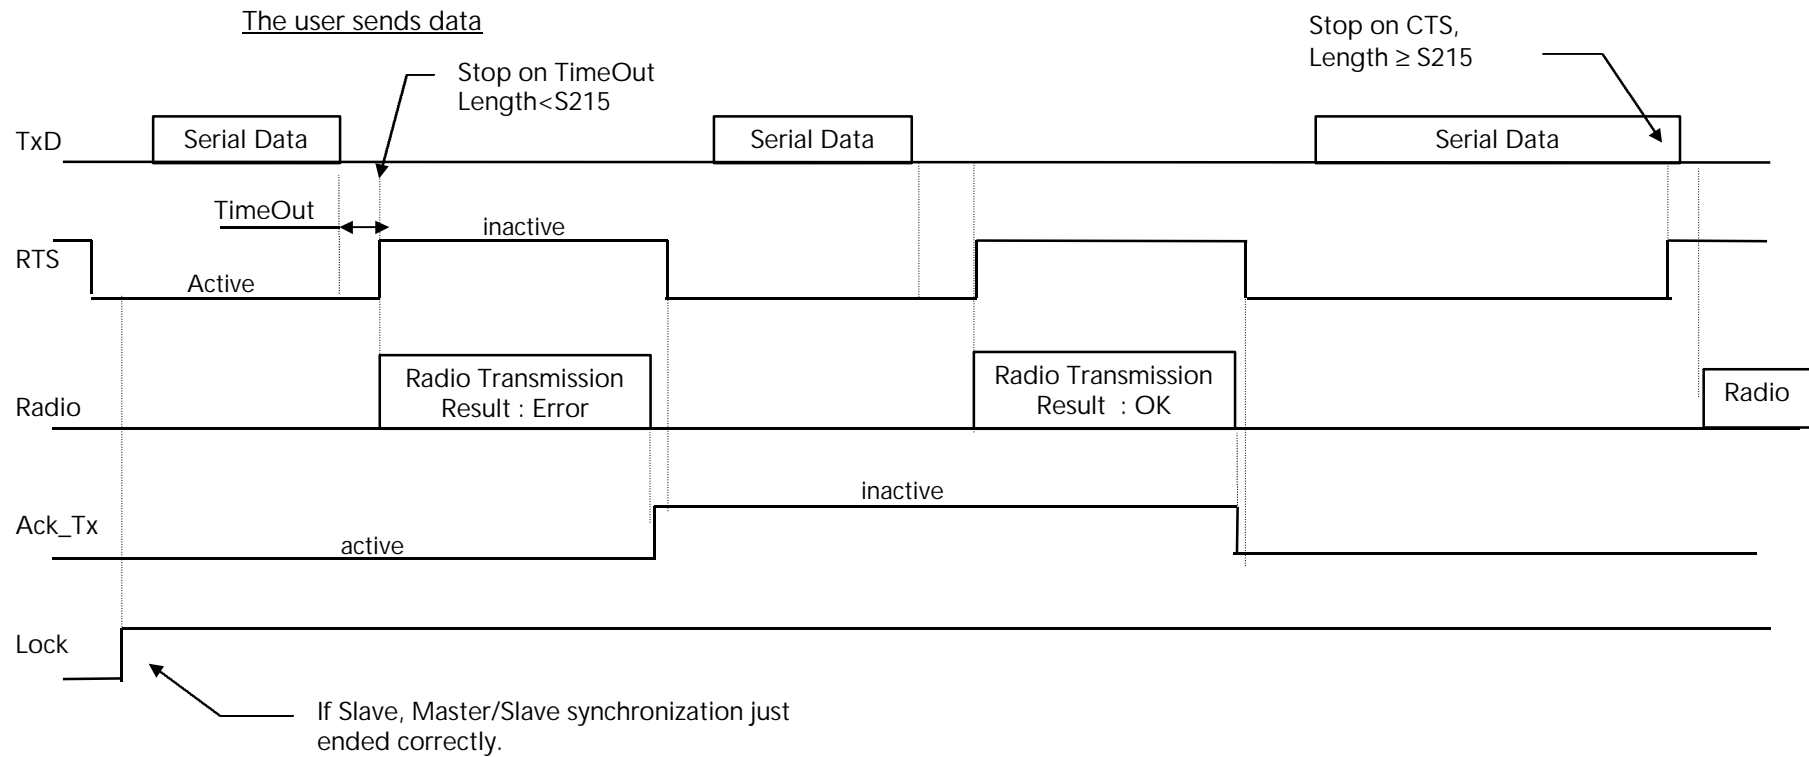 The user sends data
Stop on CTS,
Length ≥ S215
Stop on TimeOut
Length<S215
TxD
Serial Data
Serial Data
Serial Data
TimeOut
inactive
RTS
Active
Radio Transmission
Result : Error
Radio Transmission
Result : OK
Radio
Radio
inactive
Ack_Tx
active
Lock
If Slave, Master/Slave synchronization just
ended correctly.